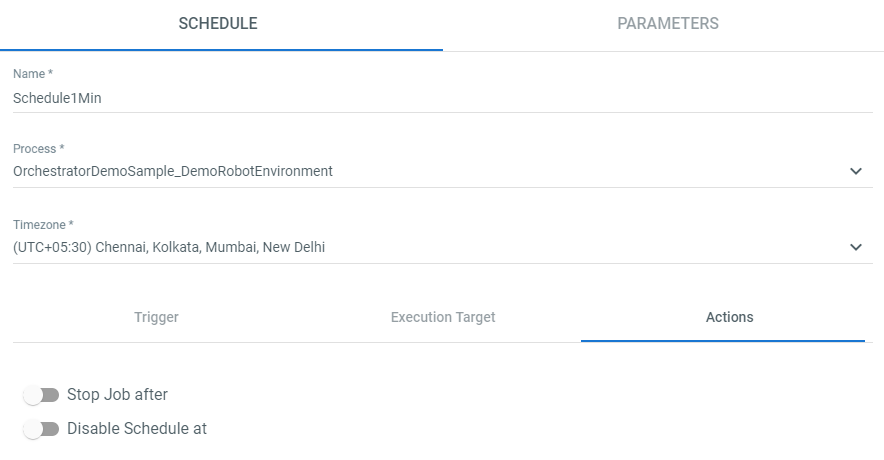 SCHEDULE PARAMETERS
Name *
Schedule1Min
Process *
OrchestratorDemoSample_DemoRobotEnvironment
Timezone *
(UTC+05:30) Chennai, Kolkata, Mumbai, New Delhi
Trigger Execution Target Actions
Stop Job after
Disable Schedule at